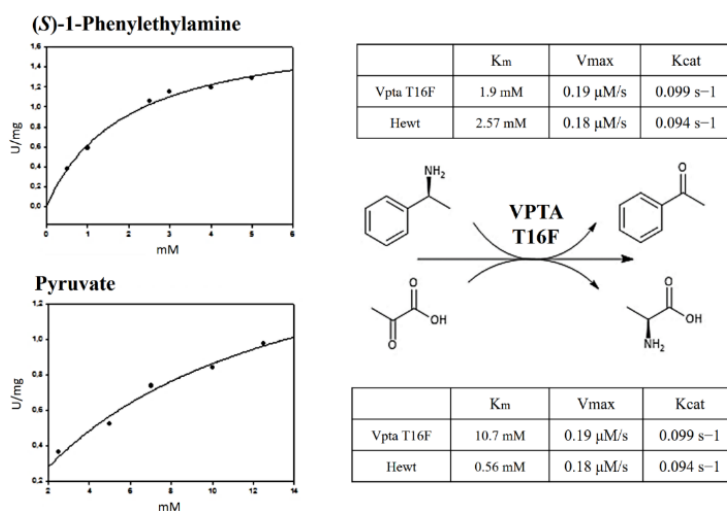 (S)-1-Phenylethylamine
1,6
1,4
1,2
1,0
0,8
0,6
0,4
0,2
0,0
U/mg
0 1 2 3 4 5 6
mM
Km Vmax Kcat
Vpta T16F 1.9 mM 0.19 μM/s 0.099 s−1
Hewt 2.57 mM 0.18 μM/s 0.094 s−1
NH2
O
VPTA
T16F
O
OH
O
O
OH
NH2
Pyruvate
1,2
1,0
0,8
0,6
0,4
0,2
U/mg
2 4 6 8 10 12 14
mM
Km Vmax Kcat
Vpta T16F 10.7 mM 0.19 μM/s 0.099 s−1
Hewt 0.56 mM 0.18 μM/s 0.094 s−1